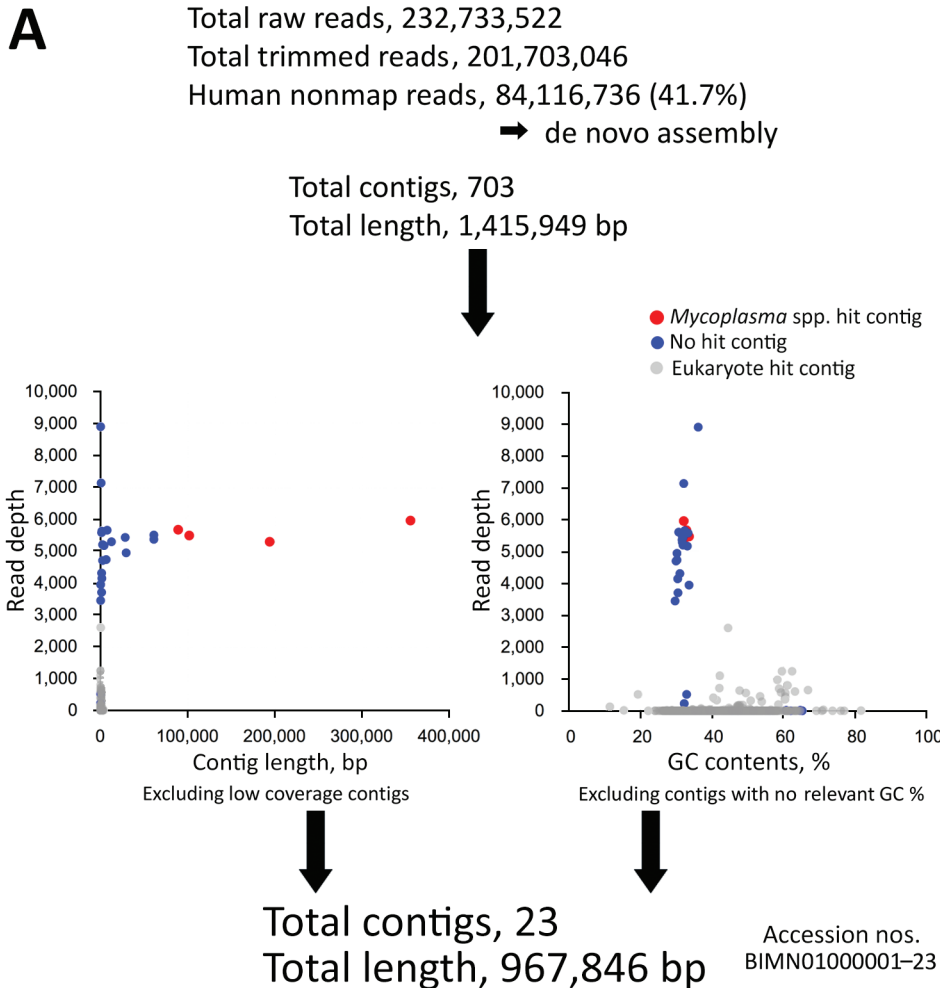 A
Total raw reads, 232,733,522
Total trimmed reads, 201,703,046
Human nonmap reads, 84,116,736 (41.7%)
de novo assembly
Total contigs, 703
Total length, 1,415,949 bp
Mycoplasma spp. hit contig
No hit contig
Eukaryote hit contig
10,000
9,000
8,000
7,000
6,000
5,000
4,000
3,000
2,000
1,000
0
Read depth
0 100,000 200,000 300,000 400,000
Contig length, bp
Excluding low coverage contigs
10,000
9,000
8,000
7,000
6,000
5,000
4,000
3,000
2,000
1,000
0
Read depth
0 20 40 60 80 100
GC contents, %
Excluding contigs with no relevant GC %
Total contigs, 23
Total length, 967,846 bp
Accession nos.
BIMN01000001–23